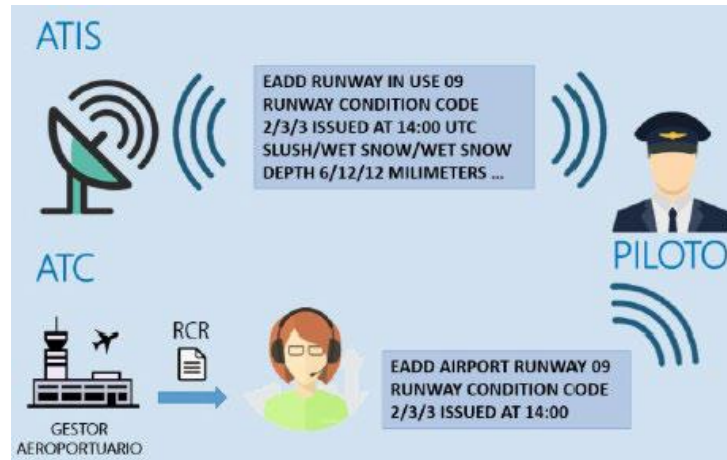 ATIS
EADD RUNWAY IN USE 09
RUNWAY CONDITION CODE
2/3/3 ISSUED AT 14:00 UTC
SLUSH/WET SNOW/WET SNOW
DEPTH 6/12/12 MILIMETERS ...
PILOTO
ATC
RCR
GESTOR
AEROPORTUARIO
EADD AIRPORT RUNWAY 09
RUNWAY CONDITION CODE
2/3/3 ISSUED AT 14:00